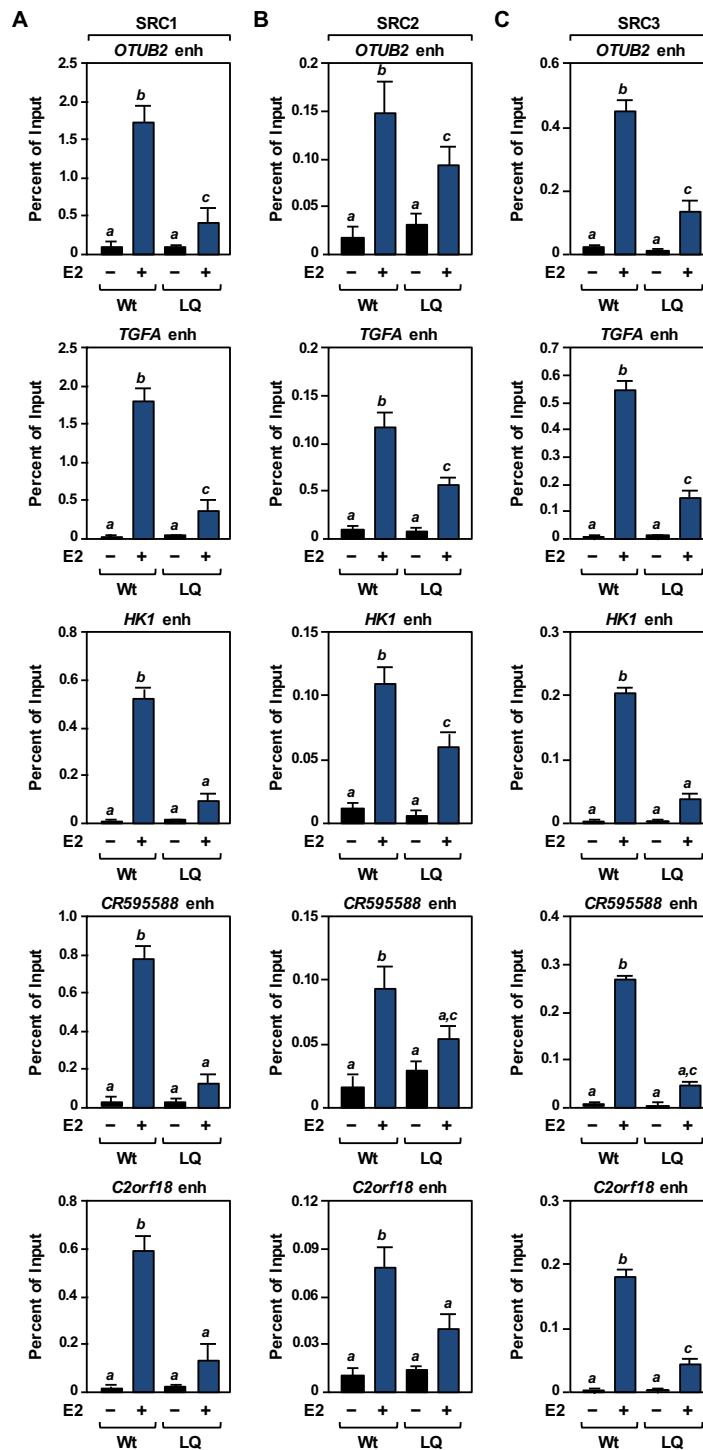 A
SRC1
OTUB2 enh
Percent of Input
2.5
2.0
1.5
1.0
0.5
0
a b a c
E2 – + – +
Wt LQ
TGFA enh
Percent of Input
2.5
2.0
1.5
1.0
0.5
0
a b a c
E2 – + – +
Wt LQ
HK1 enh
Percent of Input
0.8
0.6
0.4
0.2
0
a b a a
E2 – + – +
Wt LQ
CR595588 enh
Percent of Input
1.0
0.8
0.6
0.4
0.2
0
a b a a
E2 – + – +
Wt LQ
C2orf18 enh
Percent of Input
0.8
0.6
0.4
0.2
0
a b a a
E2 – + – +
Wt LQ
B
SRC2
OTUB2 enh
Percent of Input
0.2
0.15
0.10
0.05
0
a b a c
– + – +
Wt LQ
TGFA enh
Percent of Input
0.2
0.15
0.10
0.5
0
a b a c
– + – +
Wt LQ
HK1 enh
Percent of Input
0.15
0.10
0.05
0
a b a c
– + – +
Wt LQ
CR595588 enh
Percent of Input
0.15
0.10
0.05
0
a b a a,c
– + – +
Wt LQ
C2orf18 enh
Percent of Input
0.12
0.09
0.06
0.03
0
a b a a
– + – +
Wt LQ
C
SRC3
OTUB2 enh
Percent of Input
0.6
0.4
0.2
0
a b a c
– + – +
Wt LQ
TGFA enh
Percent of Input
0.7
0.6
0.5
0.4
0.3
0.2
0.1
0
a b a c
– + – +
Wt LQ
HK1 enh
Percent of Input
0.3
0.2
0.1
0
a b a a
– + – +
Wt LQ
CR595588 enh
Percent of Input
0.4
0.3
0.2
0.1
0
a b a a,c
– + – +
Wt LQ
C2orf18 enh
Percent of Input
0.3
0.2
0.1
0
a b a c
– + – +
Wt LQ